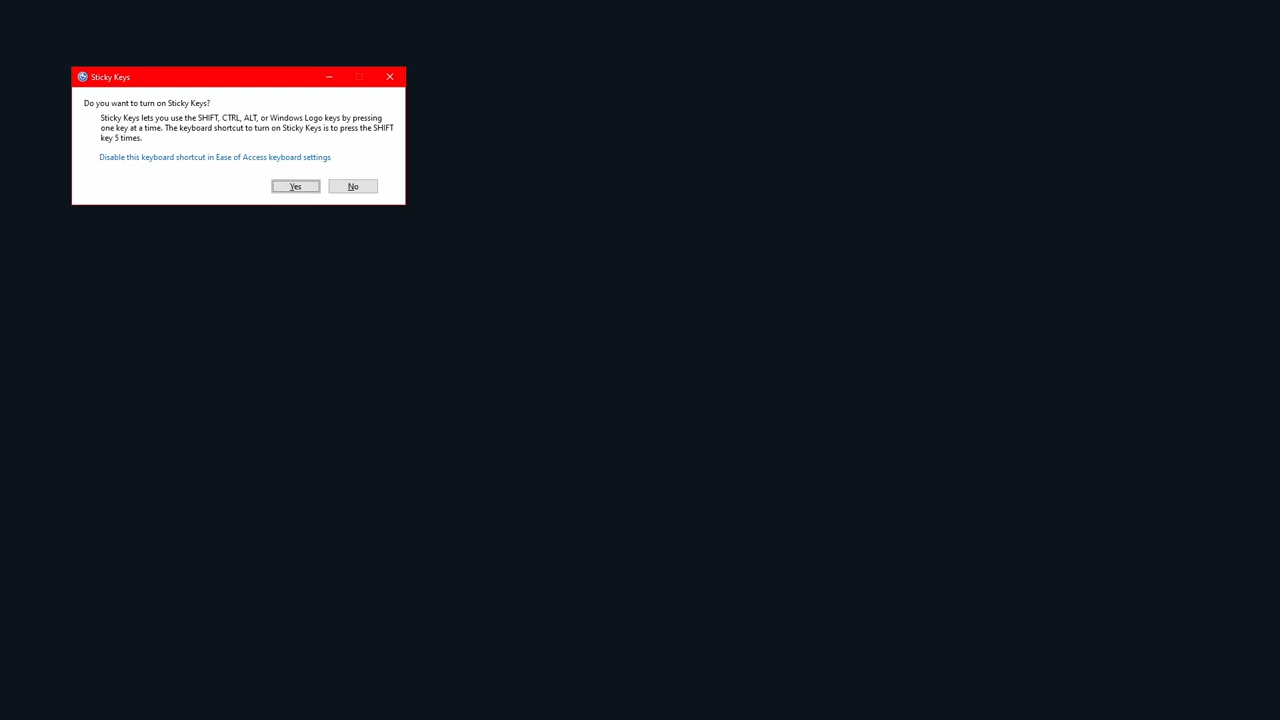 Sticky Keys
Do you want to turn on Sticky Keys?
Sticky Keys lets you use the SHIFT, CTRL, ALT, or Windows Logo keys by pressing
one key at a time. The keyboard shortcut to turn on Sticky Keys is to press the SHIFT
key 5 times.
Disable this keyboard shortcut in Ease of Access keyboard settings
Yes No